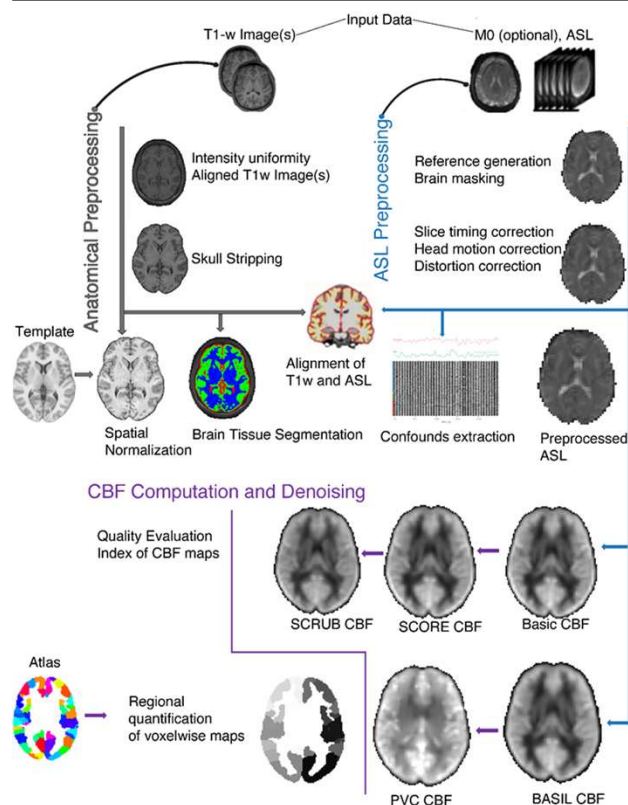 Input Data
T1-w Image(s)
M0 (optional), ASL
Anatomical Preprocessing
Intensity uniformity
Aligned T1w Image(s)
Skull Stripping
ASL Preprocessing
Reference generation
Brain masking
Slice timing correction
Head motion correction
Distortion correction
Template
Spatial
Normalization
Brain Tissue Segmentation
Alignment of
T1w and ASL
Confounds extraction
Preprocessed
ASL
CBF Computation and Denoising
Quality Evaluation
Index of CBF maps
SCRUB CBF
SCORE CBF
Basic CBF
Atlas
Regional
quantification
of voxelwise maps
PVC CBF
BASIL CBF